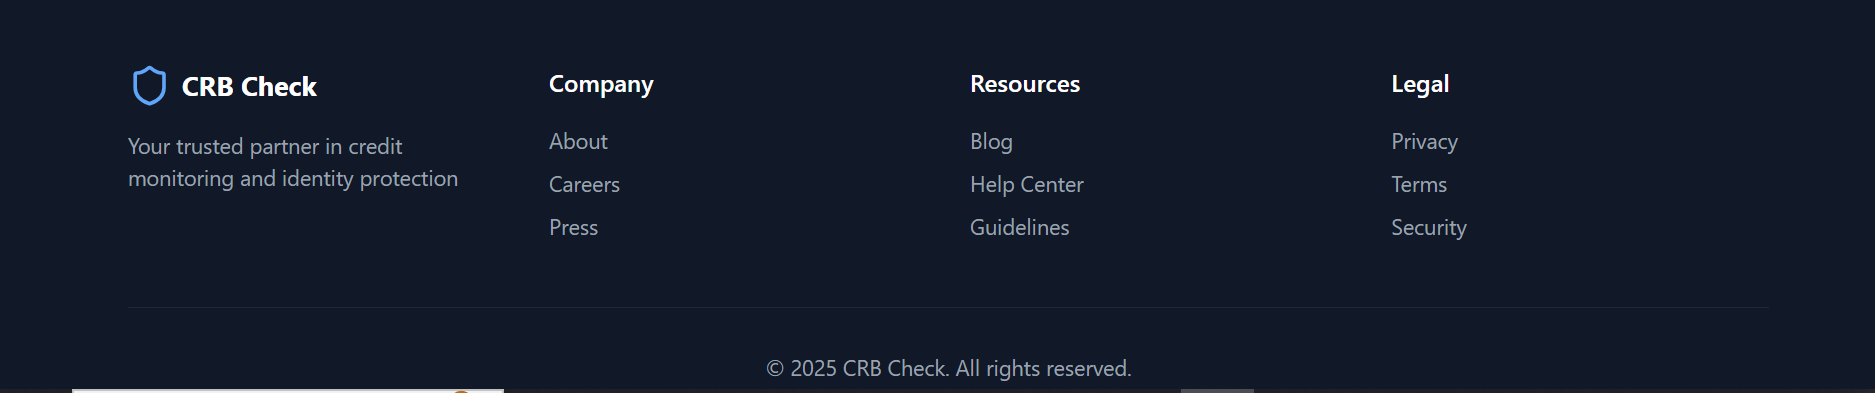 CRB Check
Your trusted partner in credit
monitoring and identity protection
Company
About
Careers
Press
Resources
Blog
Help Center
Guidelines
Legal
Privacy
Terms
Security
© 2025 CRB Check. All rights reserved.